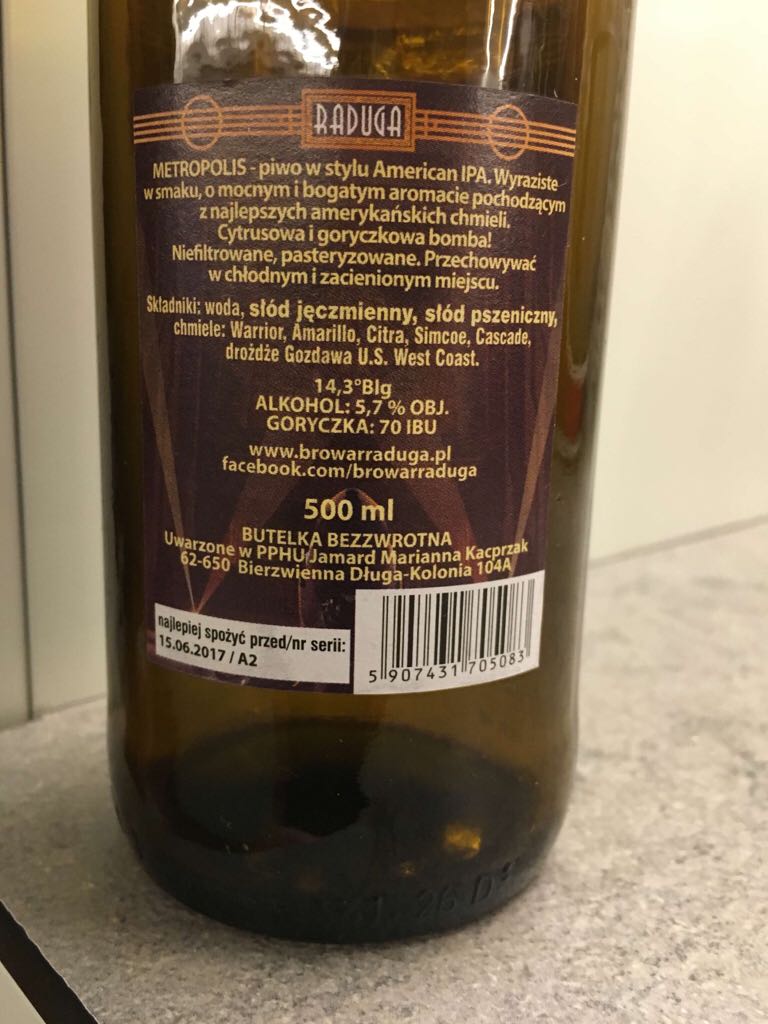 RADUGA
METROPOLIS - piwo w stylu American IPA. Wyraziste
w smaku, o mocnym i bogatym aromacie pochodzącym
z najlepszych amerykańskich chmieli.
Cytrusowa i goryczkowa bomba!
Niefiltrowane, pasteryzowane. Przechowywać
w chłodnym i zacienionym miejscu.
Składniki: woda, słód jęczmienny, słód pszeniczny,
chmiele: Warrior, Amarillo, Citra, Simcoe, Cascade,
drożdże Gozdawa U.S. West Coast.
14,3°Blg
ALKOHOL: 5,7 % OBJ.
GORYCZKA: 70 IBU
www.browarraduga.pl
facebook.com/browarraduga
500 ml
BUTELKA BEZZWROTNA
Uwarzone w PPHU Jamard Marianna Kacprzak
62-650 Bierzwienna Długa-Kolonia 104A
najlepiej spożyć przed/nr serii:
15.06.2017 / A2
5 907431 705083